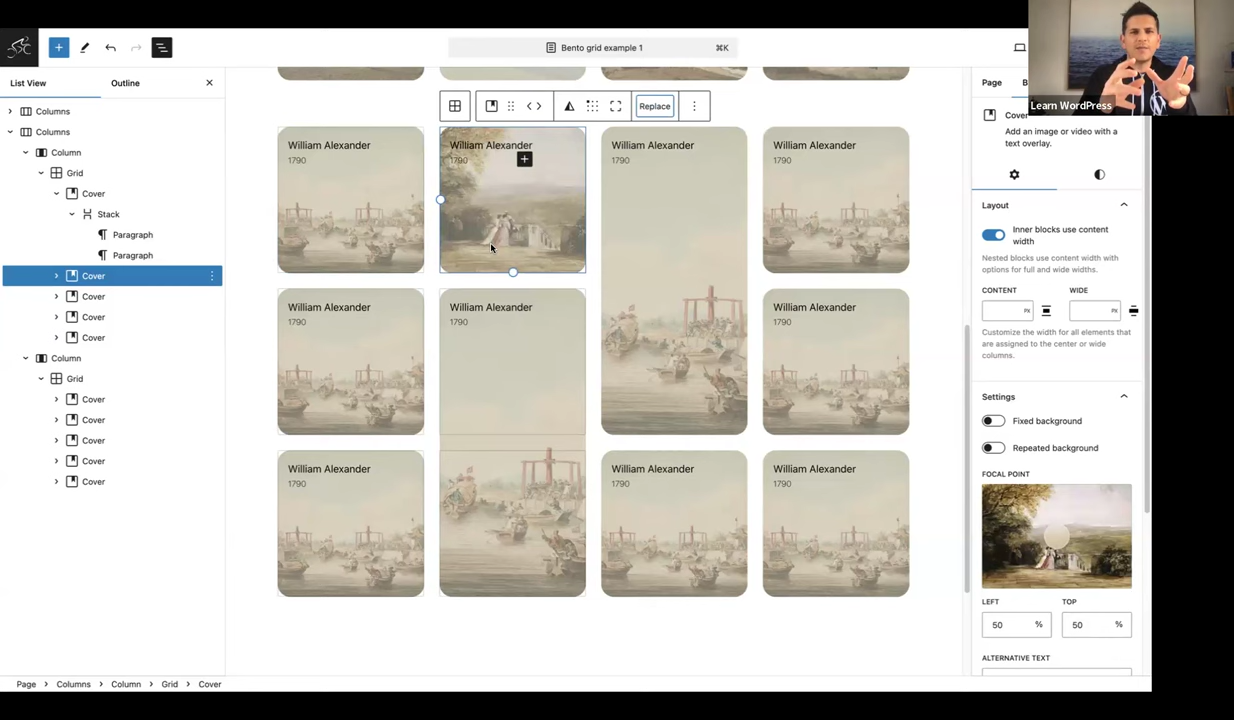 Bento grid example 1
⌘K
Learn WordPress
List View
Outline
Columns
Columns
Column
Grid
Cover
Stack
Paragraph
Paragraph
Cover
Cover
Cover
Cover
Column
Grid
Cover
Cover
Cover
Cover
Cover
Replace
William Alexander
1790
William Alexander
1790
William Alexander
1790
William Alexander
1790
William Alexander
1790
William Alexander
1790
William Alexander
1790
William Alexander
1790
William Alexander
1790
William Alexander
1790
Page
B
Cover
Add an image or video with a
text overlay.
Layout
Inner blocks use content
width
Nested blocks use content width with
options for full and wide widths.
CONTENT
WIDE
PX
PX
Customize the width for all elements that
are assigned to the center or wide
columns.
Settings
Fixed background
Repeated background
FOCAL POINT
LEFT
TOP
50 %
50 %
ALTERNATIVE TEXT
Page > Columns > Column > Grid > Cover